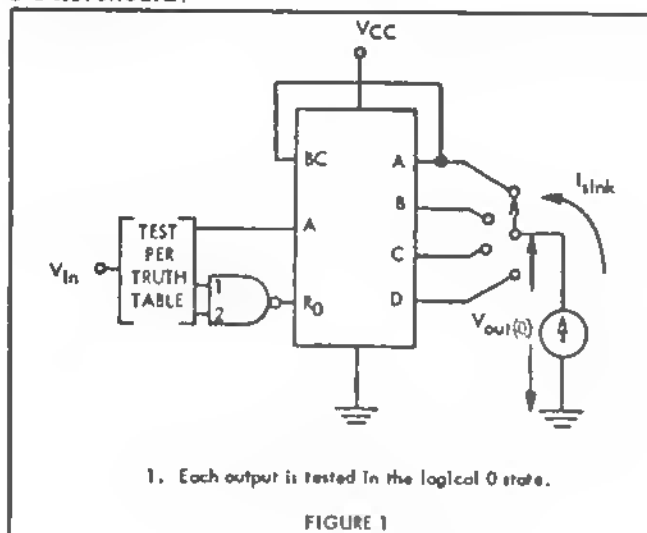 VCC
BC
A
Isink
B
TEST
PER
TRUTH
TABLE
A
Vin
C
1
2
R0
D
Vout(0)
1. Each output is tested in the logical 0 state.
FIGURE 1